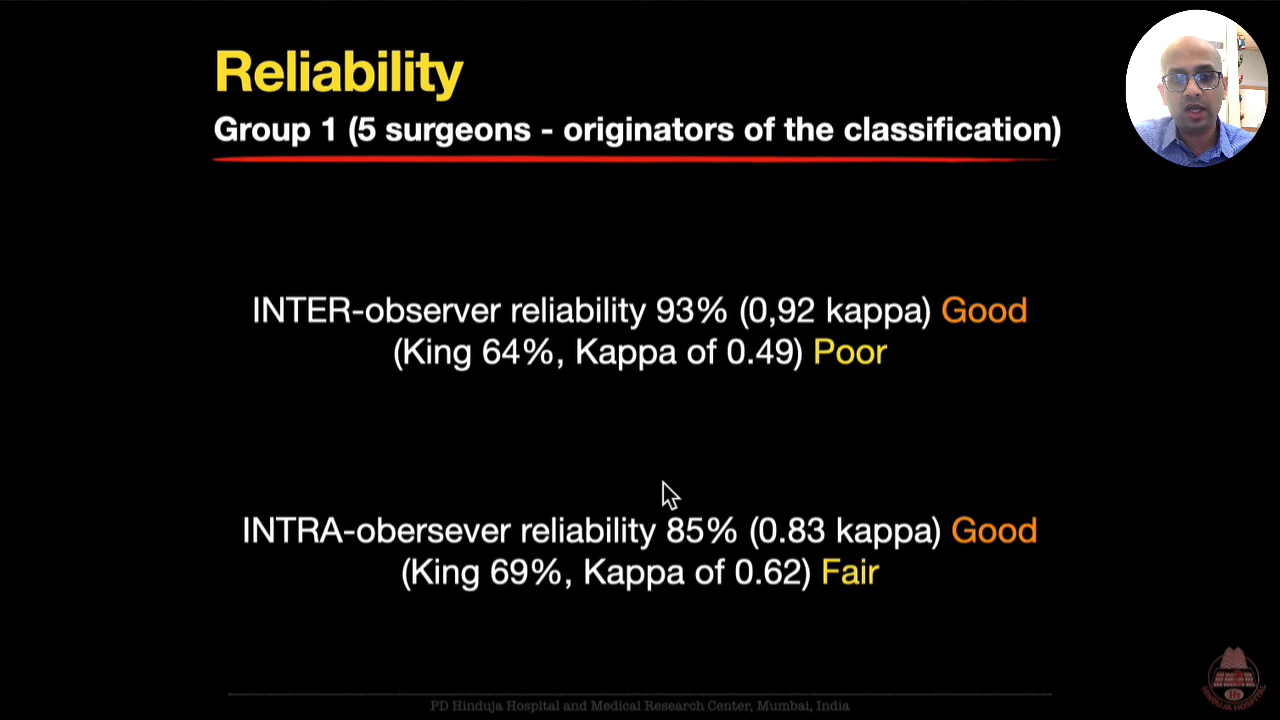 Reliability
Group 1 (5 surgeons - originators of the classification)
INTER-observer reliability 93% (0,92 kappa) Good
(King 64%, Kappa of 0.49) Poor
INTRA-obersever reliability 85% (0.83 kappa) Good
(King 69%, Kappa of 0.62) Fair
PD Hinduja Hospital and Medical Research Center, Mumbai, India
HINDUJA HOSPITAL